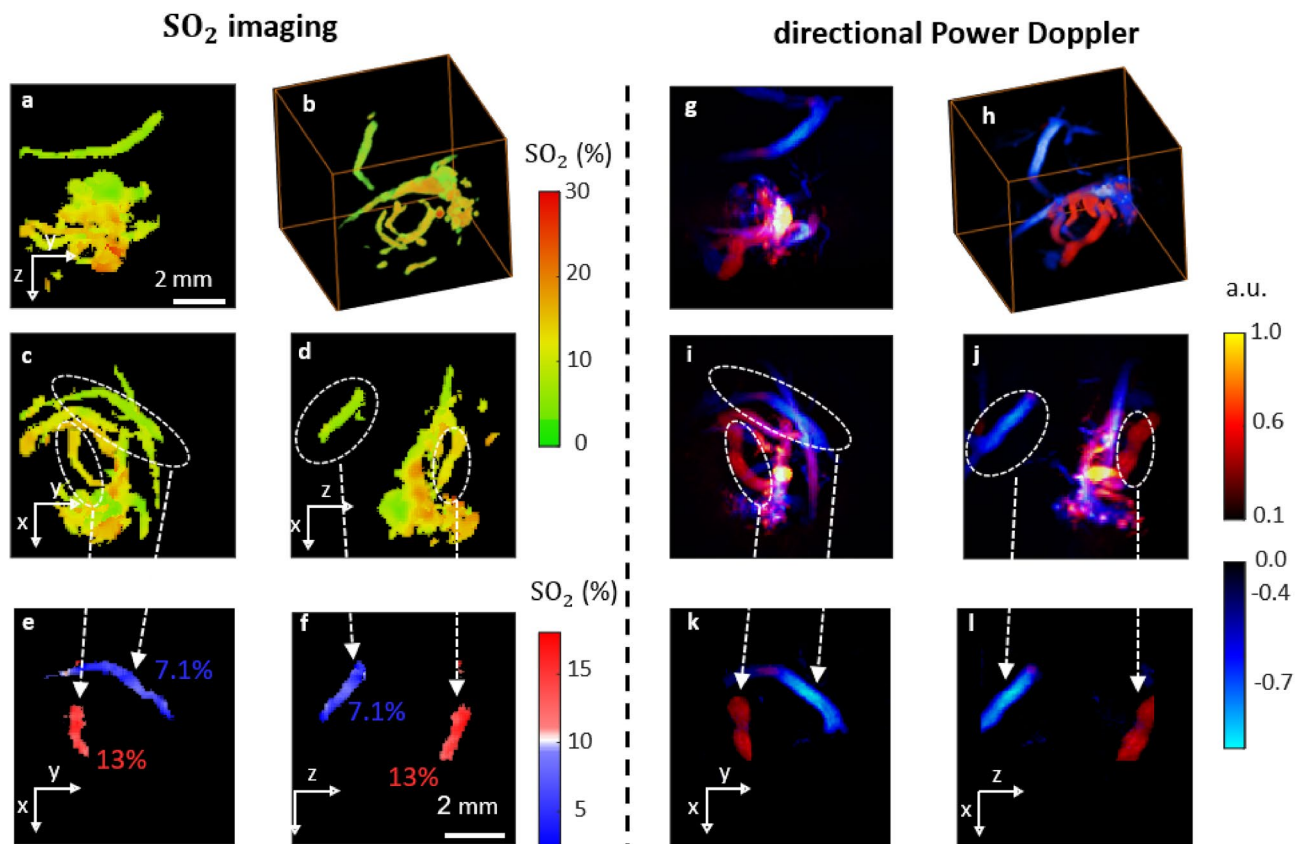 SO₂ imaging
directional Power Doppler
a
b
SO₂ (%)
30
20
10
0
y
z
2 mm
g
h
a.u.
1.0
0.6
0.1
0.0
-0.4
-0.7
c
d
y
x
z
x
i
j
SO₂ (%)
15
10
5
e
7.1%
13%
y
x
f
7.1%
13%
z
x
2 mm
k
y
x
l
z
x